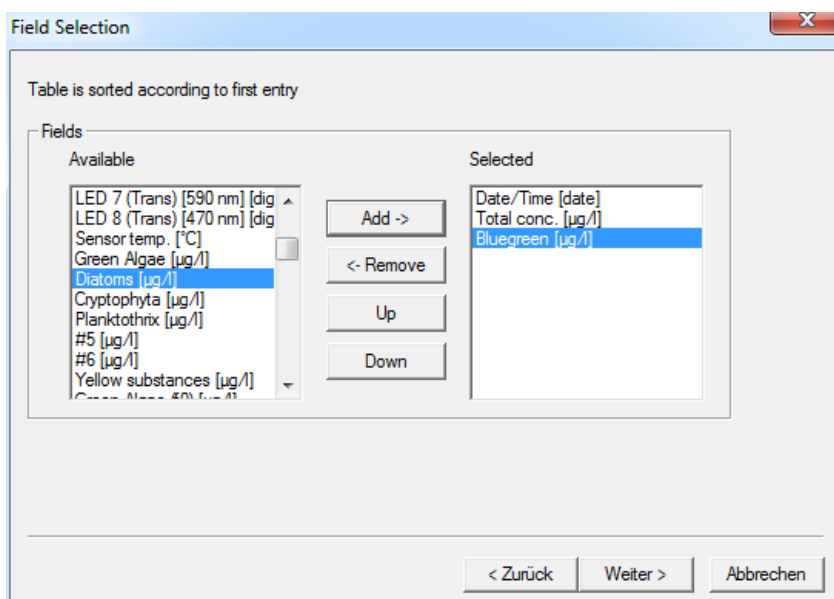 Field Selection
Table is sorted according to first entry
Fields
Available
LED 7 (Trans) [590 nm] [dig
LED 8 (Trans) [470 nm] [dig
Sensor temp. [°C]
Green Algae [µg/l]
Diatoms [µg/l]
Cryptophyta [µg/l]
Planktothrix [µg/l]
#5 [µg/l]
#6 [µg/l]
Yellow substances [µg/l]
Add ->
<- Remove
Up
Down
Selected
Date/Time [date]
Total conc. [µg/l]
Bluegreen [µg/l]
< Zurück
Weiter >
Abbrechen